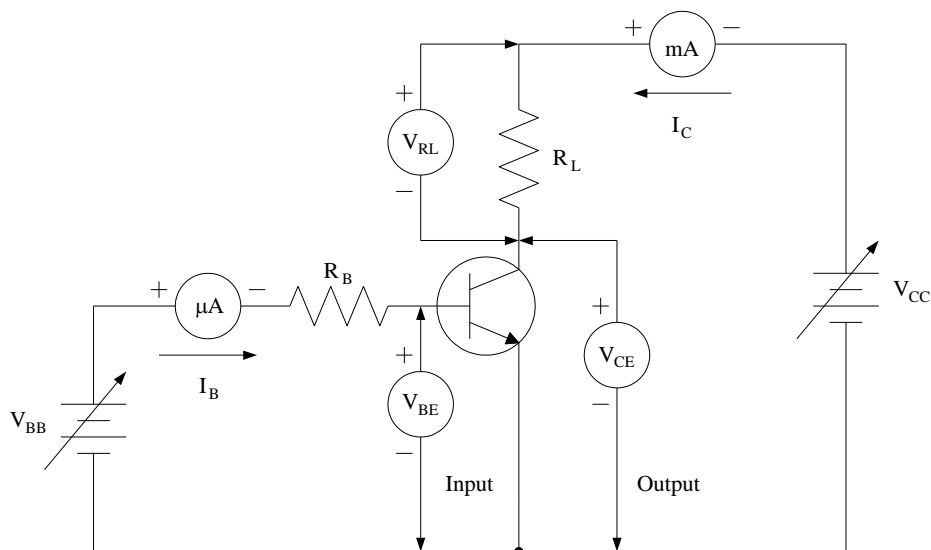 + mA −
I_C
+ V_RL −
R_L
+ μA − R_B
I_B
+ V_CE −
V_CC
+ V_BE −
V_BB
Input Output